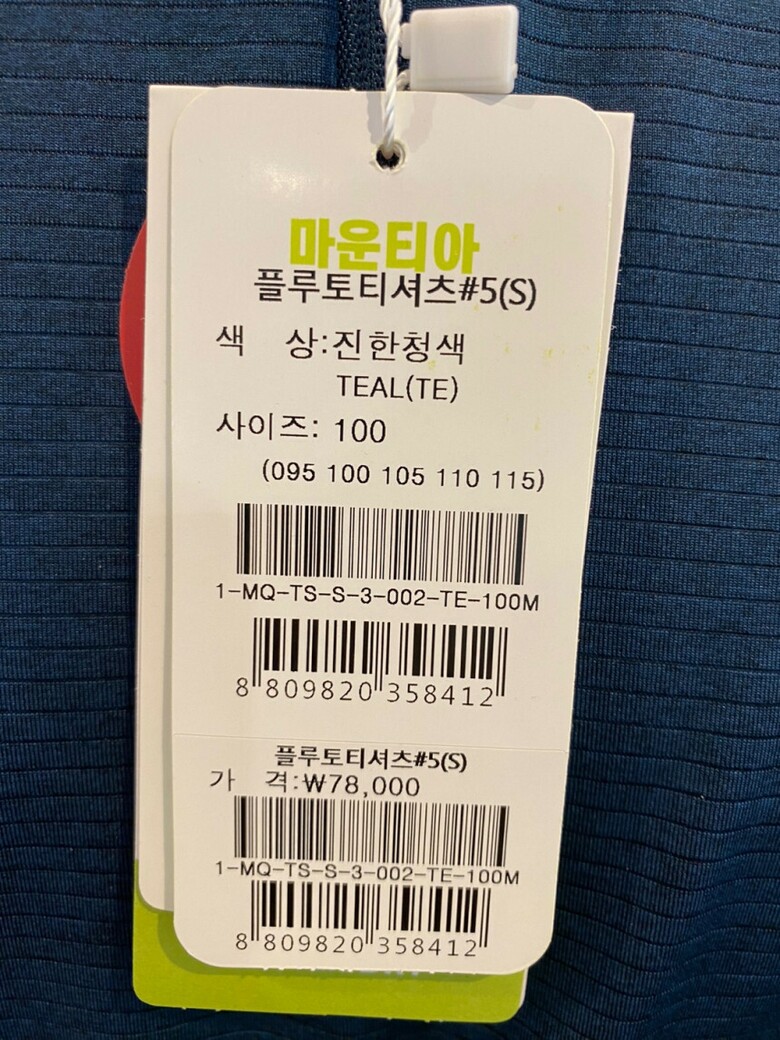 마운티아
플루토티셔츠#5(S)
색 상:진한청색
TEAL(TE)
사이즈: 100
(095 100 105 110 115)
1-MQ-TS-S-3-002-TE-100M
8 809820 358412
플루토티셔츠#5(S)
가 격:₩78,000
1-MQ-TS-S-3-002-TE-100M
8 809820 358412